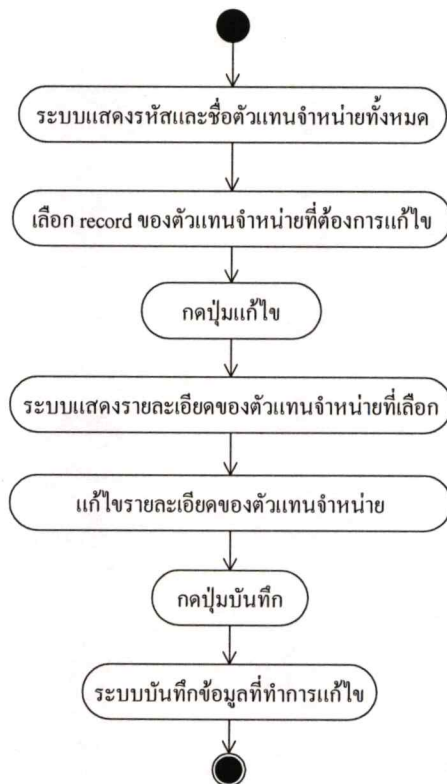 ระบบแสดงรหัสและชื่อตัวแทนจำหน่ายทั้งหมด
เลือก record ของตัวแทนจำหน่ายที่ต้องการแก้ไข
กดปุ่มแก้ไข
ระบบแสดงรายละเอียดของตัวแทนจำหน่ายที่เลือก
แก้ไขรายละเอียดของตัวแทนจำหน่าย
กดปุ่มบันทึก
ระบบบันทึกข้อมูลที่ทำการแก้ไข